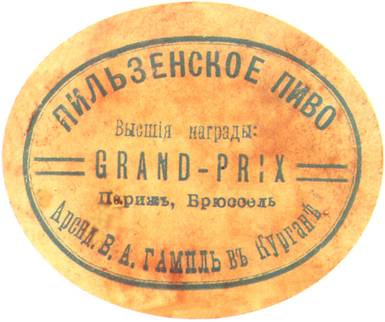 ПИЛЬЗЕНСКОЕ ПИВО
Высшія награды:
GRAND-PRIX
Парижъ, Брюссель
Аренд. В. А. ГАМПЛЬ въ Курганѣ